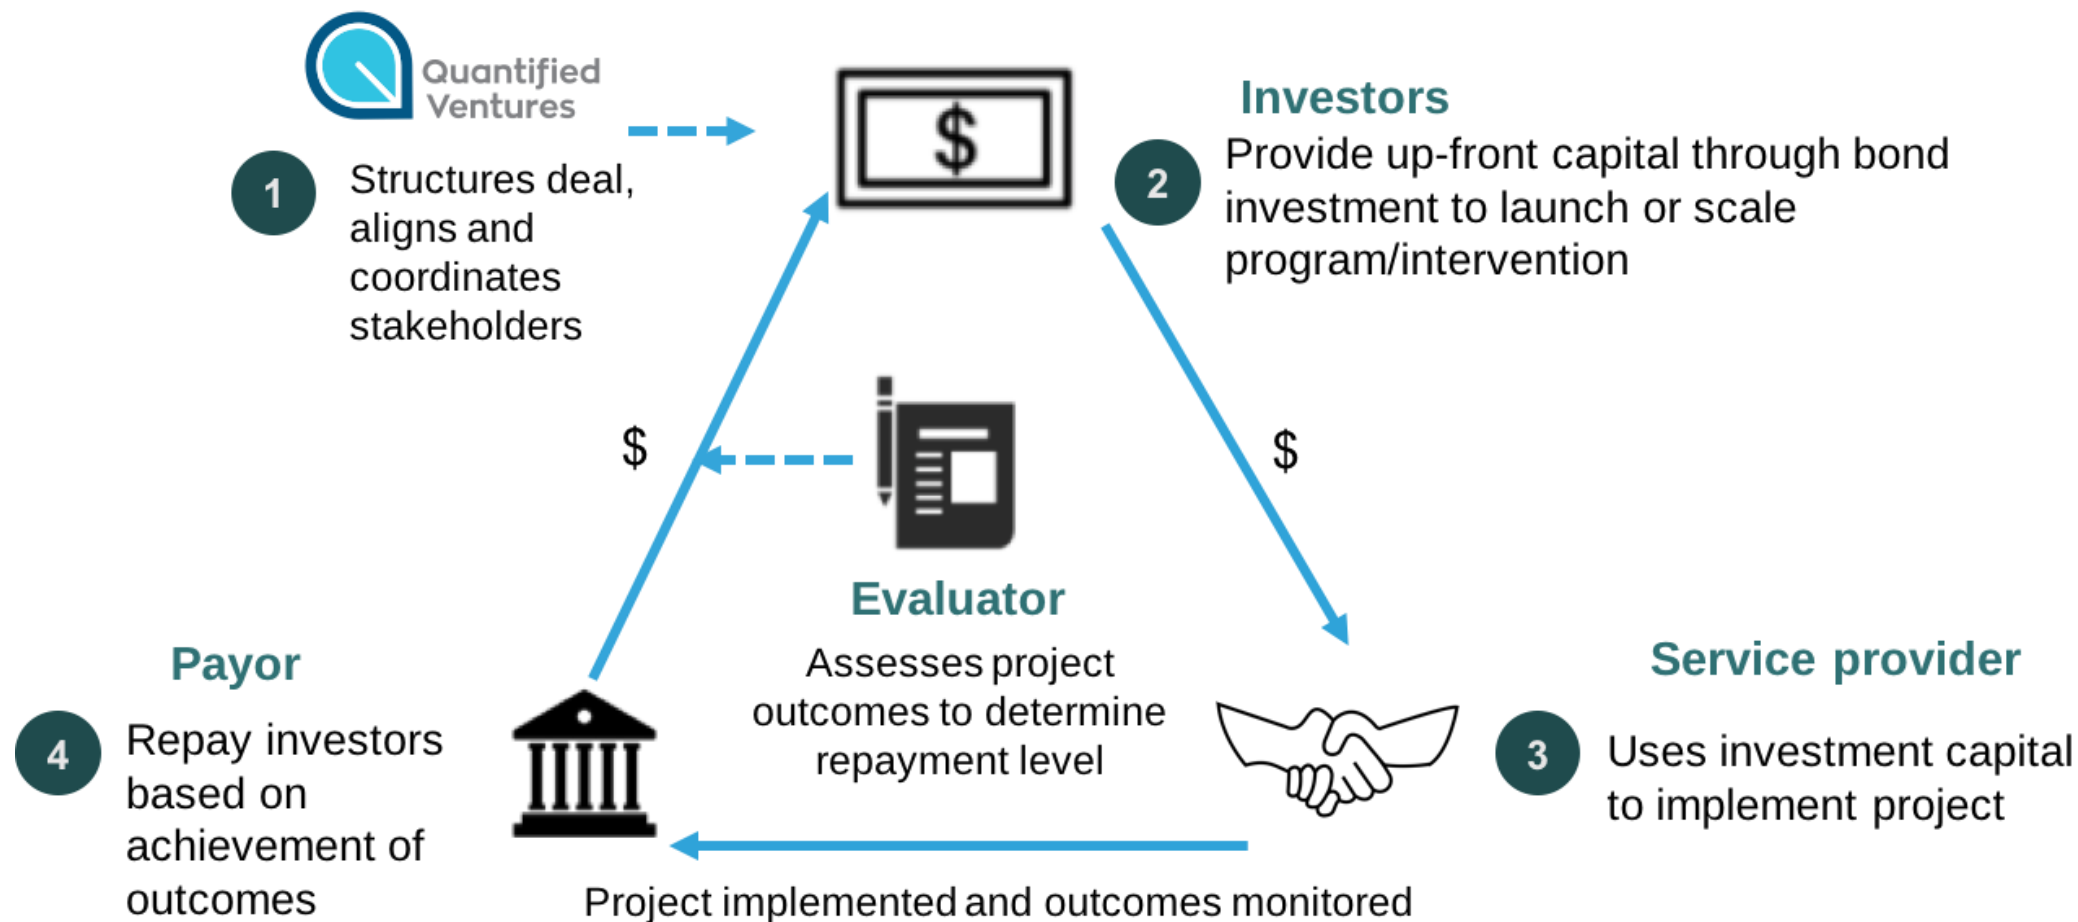 Quantified
Ventures
1
Structures deal,
aligns and
coordinates
stakeholders
$
Investors
2
Provide up-front capital through bond
investment to launch or scale
program/intervention
$
$
Evaluator
Assesses project
outcomes to determine
repayment level
Service provider
3
Uses investment capital
to implement project
Payor
4
Repay investors
based on
achievement of
outcomes
Project implemented and outcomes monitored